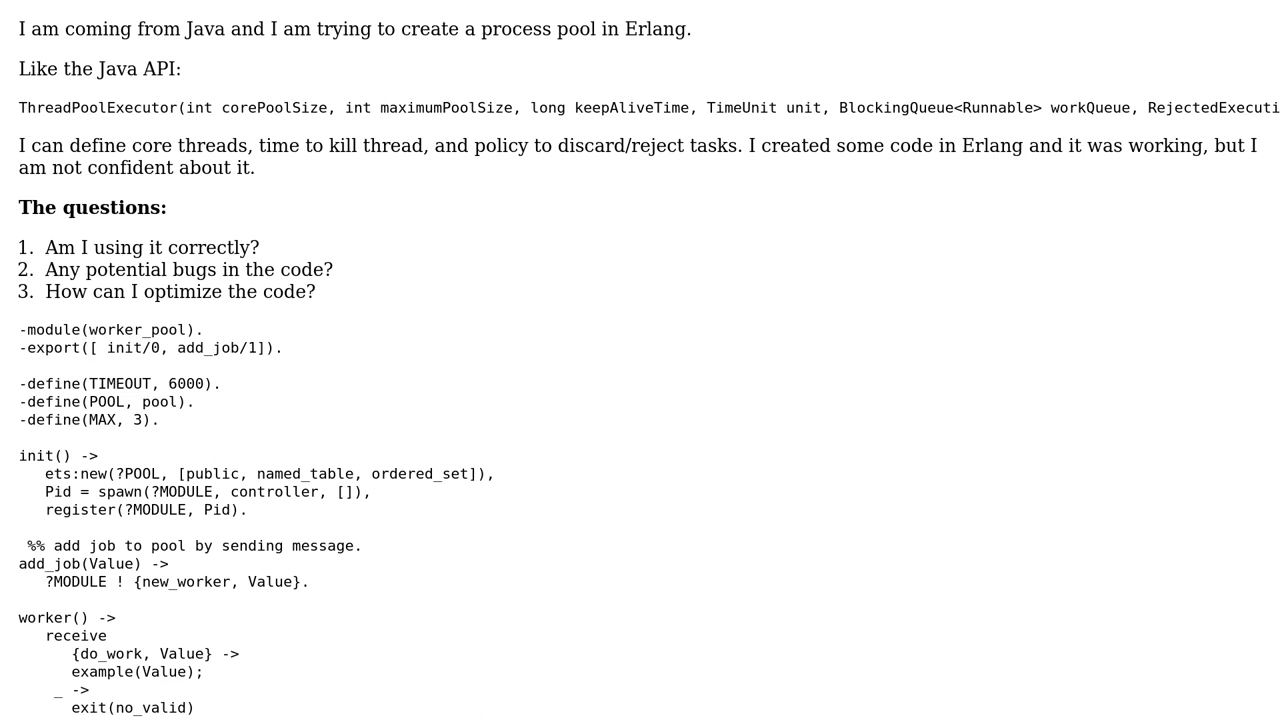 I am coming from Java and I am trying to create a process pool in Erlang.
Like the Java API:
ThreadPoolExecutor(int corePoolSize, int maximumPoolSize, long keepAliveTime, TimeUnit unit, BlockingQueue<Runnable> workQueue, RejectedExecuti
I can define core threads, time to kill thread, and policy to discard/reject tasks. I created some code in Erlang and it was working, but I
am not confident about it.
The questions:
1. Am I using it correctly?
2. Any potential bugs in the code?
3. How can I optimize the code?
-module(worker_pool).
-export([ init/0, add_job/1]).
-define(TIMEOUT, 6000).
-define(POOL, pool).
-define(MAX, 3).
init() ->
   ets:new(?POOL, [public, named_table, ordered_set]),
   Pid = spawn(?MODULE, controller, []),
   register(?MODULE, Pid).
 %% add job to pool by sending message.
add_job(Value) ->
   ?MODULE ! {new_worker, Value}.
worker() ->
   receive
      {do_work, Value} ->
      example(Value);
    _ ->
      exit(no_valid)